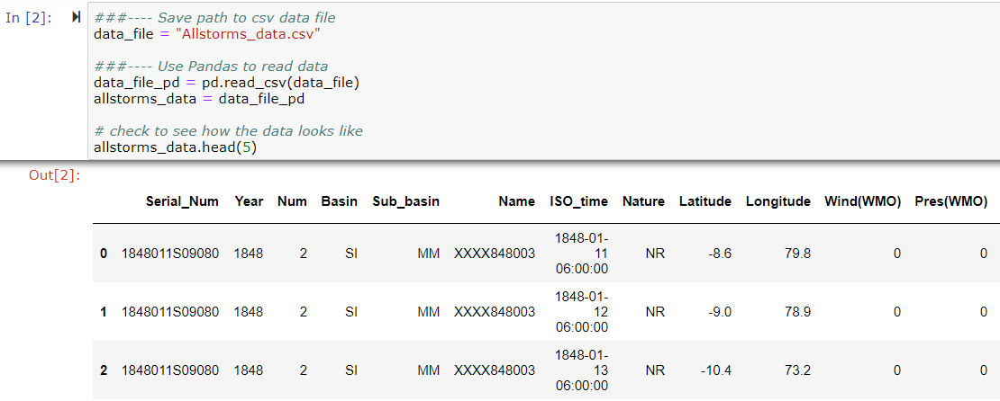 In [2]:
###---- Save path to csv data file
data_file = "Allstorms_data.csv"
###---- Use Pandas to read data
data_file_pd = pd.read_csv(data_file)
allstorms_data = data_file_pd
# check to see how the data looks like
allstorms_data.head(5)
Out[2]:
Serial_Num Year Num Basin Sub_basin Name ISO_time Nature Latitude Longitude Wind(WMO) Pres(WMO)
0 1848011S09080 1848 2 SI MM XXXX848003 1848-01-11 06:00:00 NR -8.6 79.8 0 0
1 1848011S09080 1848 2 SI MM XXXX848003 1848-01-12 06:00:00 NR -9.0 78.9 0 0
2 1848011S09080 1848 2 SI MM XXXX848003 1848-01-13 06:00:00 NR -10.4 73.2 0 0